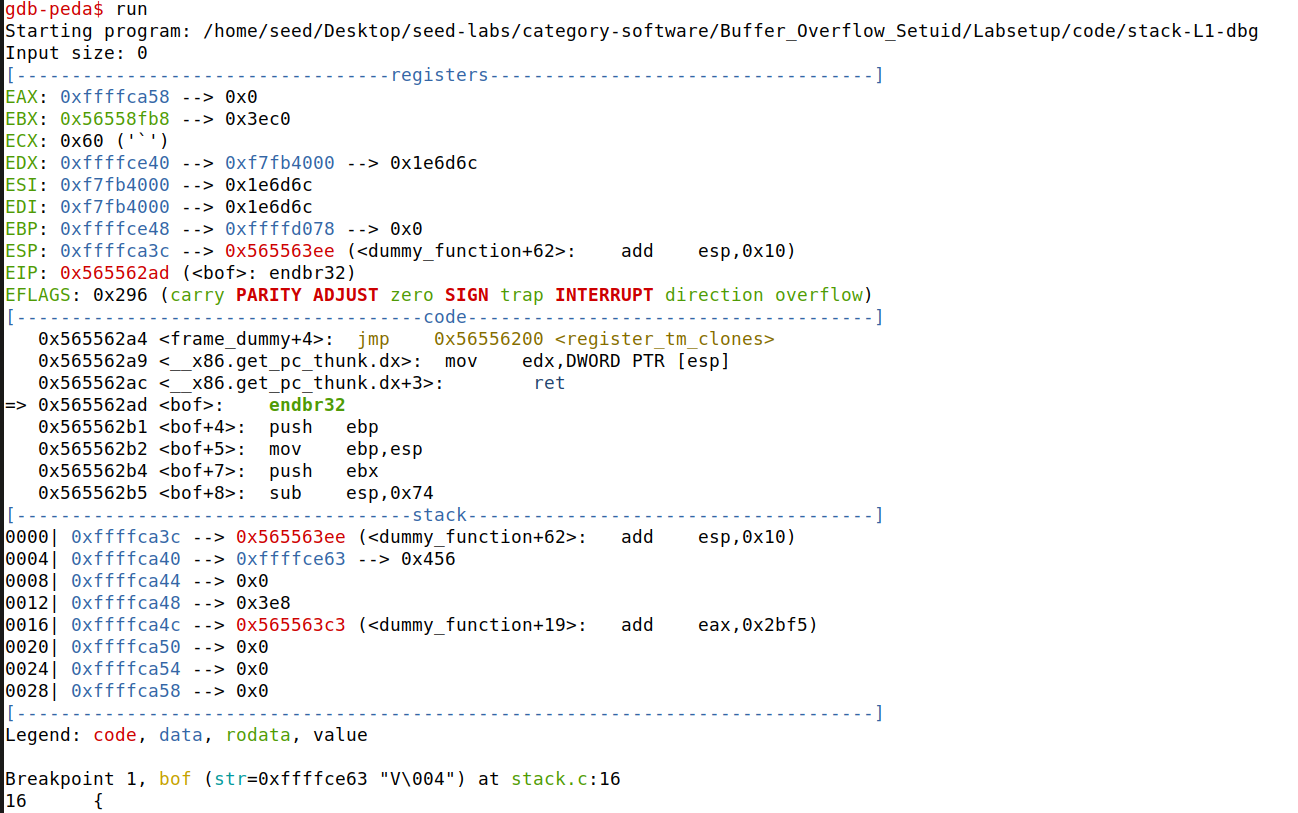 gdb-peda$ run
Starting program: /home/seed/Desktop/seed-labs/category-software/Buffer_Overflow_Setuid/Labsetup/code/stack-L1-dbg
Input size: 0
[----------------------------------registers-----------------------------------]
EAX: 0xffffca58 --> 0x0
EBX: 0x56558fb8 --> 0x3ec0
ECX: 0x60 ('`')
EDX: 0xffffce40 --> 0xf7fb4000 --> 0x1e6d6c
ESI: 0xf7fb4000 --> 0x1e6d6c
EDI: 0xf7fb4000 --> 0x1e6d6c
EBP: 0xffffce48 --> 0xffffd078 --> 0x0
ESP: 0xffffca3c --> 0x565563ee (<dummy_function+62>:    add    esp,0x10)
EIP: 0x565562ad (<bof>: endbr32)
EFLAGS: 0x296 (carry PARITY ADJUST zero SIGN trap INTERRUPT direction overflow)
[-------------------------------------code-------------------------------------]
   0x565562a4 <frame_dummy+4>:  jmp    0x56556200 <register_tm_clones>
   0x565562a9 <__x86.get_pc_thunk.dx>:  mov    edx,DWORD PTR [esp]
   0x565562ac <__x86.get_pc_thunk.dx+3>:        ret
=> 0x565562ad <bof>:    endbr32
   0x565562b1 <bof+4>:  push   ebp
   0x565562b2 <bof+5>:  mov    ebp,esp
   0x565562b4 <bof+7>:  push   ebx
   0x565562b5 <bof+8>:  sub    esp,0x74
[------------------------------------stack-------------------------------------]
0000| 0xffffca3c --> 0x565563ee (<dummy_function+62>:   add    esp,0x10)
0004| 0xffffca40 --> 0xffffce63 --> 0x456
0008| 0xffffca44 --> 0x0
0012| 0xffffca48 --> 0x3e8
0016| 0xffffca4c --> 0x565563c3 (<dummy_function+19>:   add    eax,0x2bf5)
0020| 0xffffca50 --> 0x0
0024| 0xffffca54 --> 0x0
0028| 0xffffca58 --> 0x0
[------------------------------------------------------------------------------]
Legend: code, data, rodata, value
Breakpoint 1, bof (str=0xffffce63 "V\004") at stack.c:16
16      {